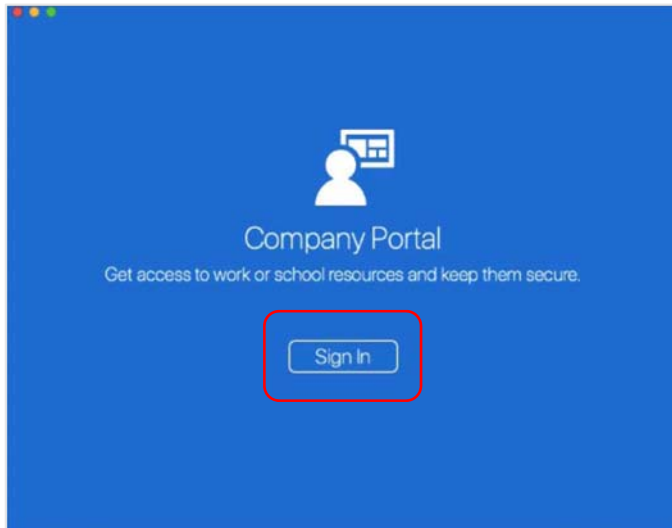 Company Portal
Get access to work or school resources and keep them secure.
Sign In